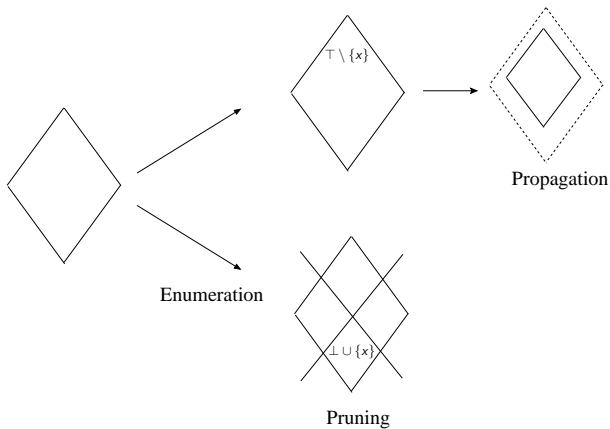 ⊤ \ {x}
Propagation
Enumeration
⊥ ∪ {x}
Pruning